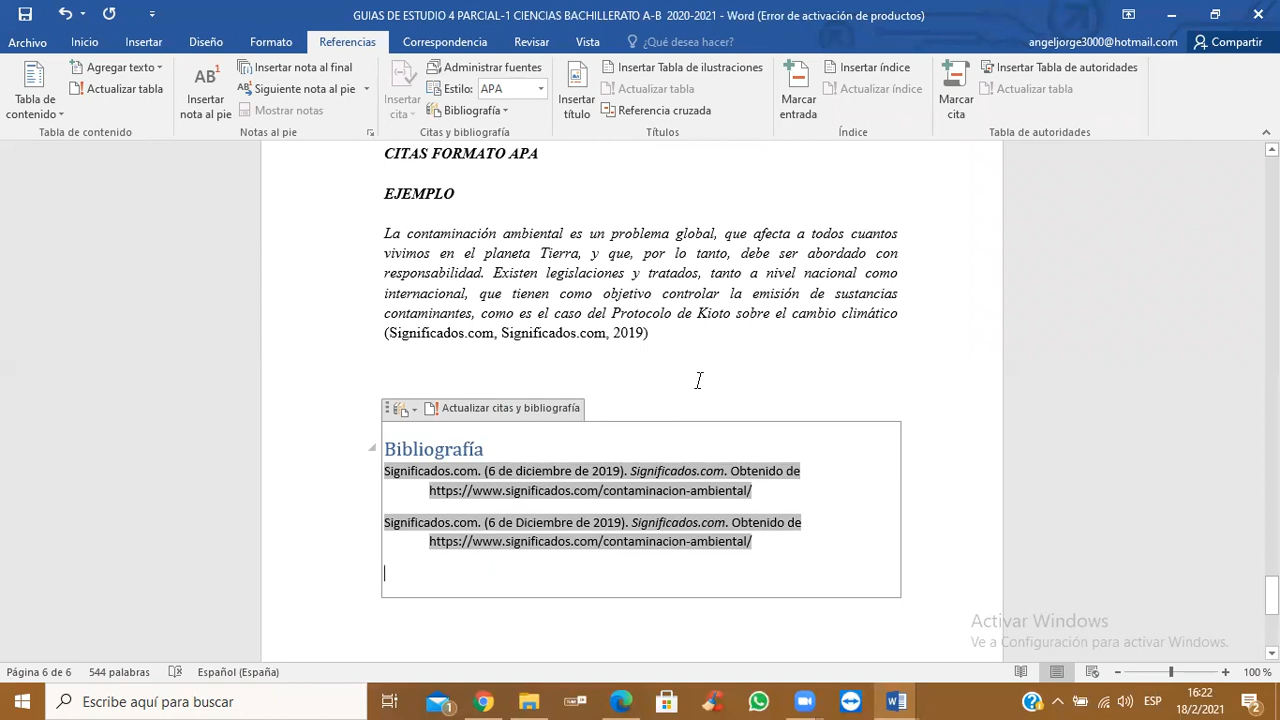 GUIAS DE ESTUDIO 4 PARCIAL-1 CIENCIAS BACHILLERATO A-B 2020-2021 - Word (Error de activación de productos)
Archivo Inicio Insertar Diseño Formato Referencias Correspondencia Revisar Vista ¿Qué desea hacer? angeljorge3000@hotmail.com Compartir
Tabla de contenido
Agregar texto
Actualizar tabla
Tabla de contenido
AB1
Insertar nota al pie
Insertar nota al final
Siguiente nota al pie
Mostrar notas
Notas al pie
Insertar cita
Administrar fuentes
Estilo: APA
Bibliografía
Citas y bibliografía
Insertar título
Insertar Tabla de ilustraciones
Actualizar tabla
Referencia cruzada
Títulos
Marcar entrada
Insertar índice
Actualizar índice
Índice
Marcar cita
Insertar Tabla de autoridades
Actualizar tabla
Tabla de autoridades
CITAS FORMATO APA
EJEMPLO
La contaminación ambiental es un problema global, que afecta a todos cuantos
vivimos en el planeta Tierra, y que, por lo tanto, debe ser abordado con
responsabilidad. Existen legislaciones y tratados, tanto a nivel nacional como
internacional, que tienen como objetivo controlar la emisión de sustancias
contaminantes, como es el caso del Protocolo de Kioto sobre el cambio climático
(Significados.com, Significados.com, 2019)
Actualizar citas y bibliografía
Bibliografía
Significados.com. (6 de diciembre de 2019). Significados.com. Obtenido de
https://www.significados.com/contaminacion-ambiental/
Significados.com. (6 de Diciembre de 2019). Significados.com. Obtenido de
https://www.significados.com/contaminacion-ambiental/
Activar Windows
Ve a Configuración para activar Windows.
Página 6 de 6 544 palabras Español (España) 100 %
Escribe aquí para buscar
1
ESP
16:22
18/2/2021
2